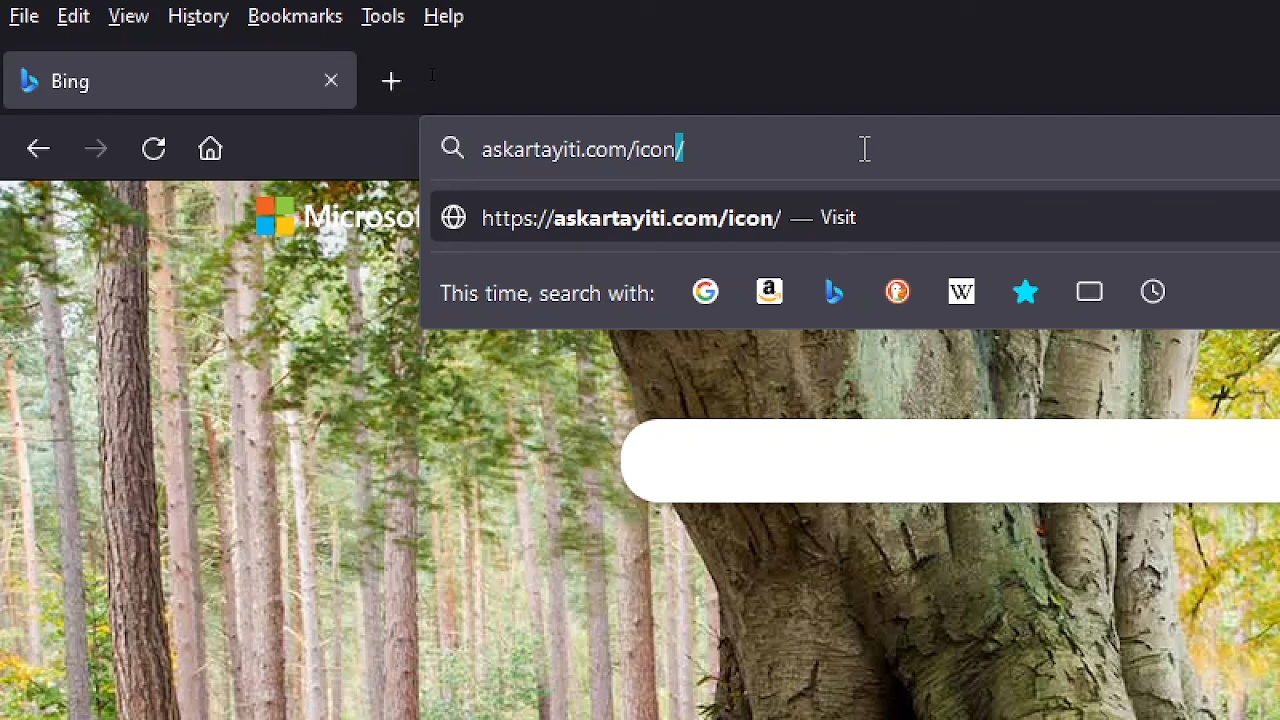 File Edit View History Bookmarks Tools Help
Bing
askartayiti.com/icon/
Microsof
https://askartayiti.com/icon/ — Visit
This time, search with: